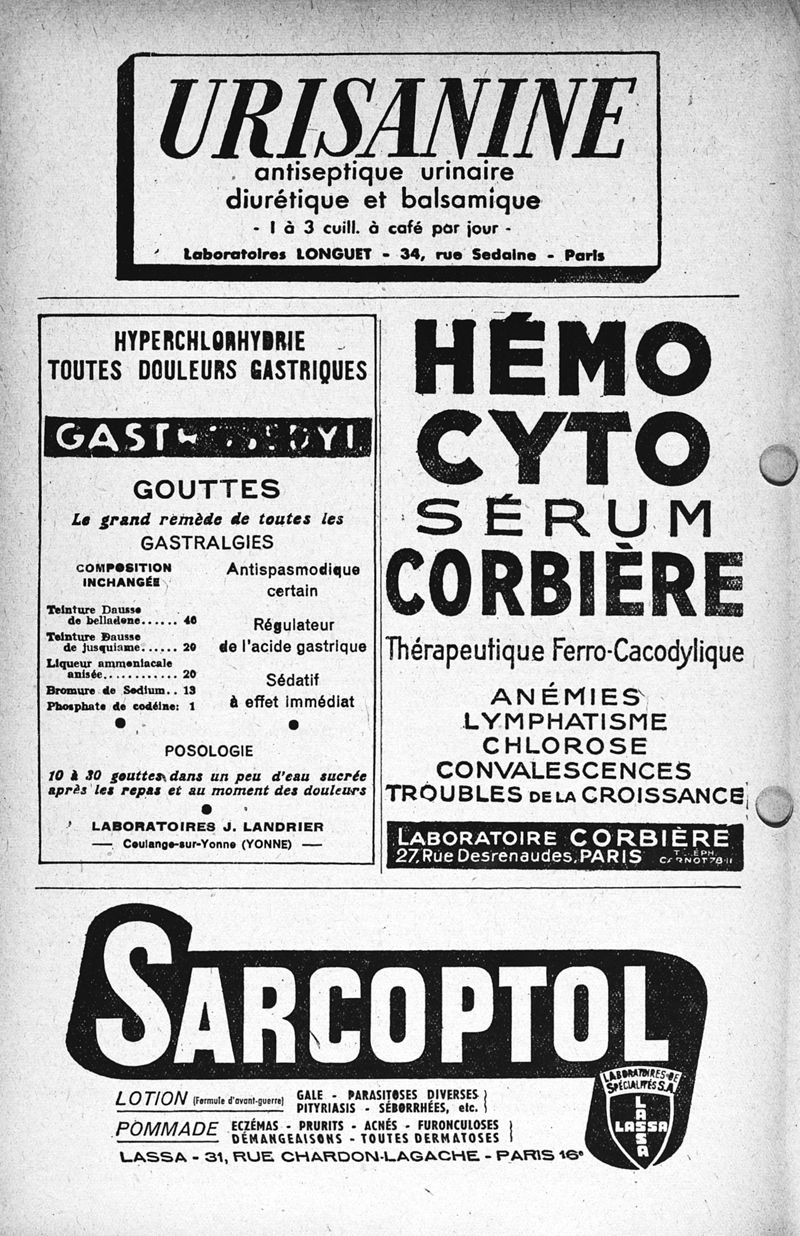 URISANINE
antiseptique urinaire
diurétique et balsamique
- 1 à 3 cuill. à café par jour -
Laboratoires LONGUET - 34, rue Sedaine - Paris
HYPERCHLORHYDRIE
TOUTES DOULEURS GASTRIQUES
GOUTTES
Le grand remède de toutes les
GASTRALGIES
COMPOSITION
INCHANGÉE
Teinture Dausse
de belladone...... 46
Teinture Dausse
de jusquiame...... 20
Liqueur ammoniacale
anisée............ 20
Bromure de Sodium.. 13
Phosphate de codéine: 1
Antispasmodique
certain
Régulateur
de l'acide gastrique
Sédatif
à effet immédiat
POSOLOGIE
10 à 30 gouttes dans un peu d'eau sucrée
après les repas et au moment des douleurs
LABORATOIRES J. LANDRIER
— Coulange-sur-Yonne (YONNE) —
HÉMO
CYTO
SÉRUM
CORBIÈRE
Thérapeutique Ferro-Cacodylique
ANÉMIES
LYMPHATISME
CHLOROSE
CONVALESCENCES
TROUBLES DE LA CROISSANCE
LABORATOIRE CORBIÈRE
27, Rue Desrenaudes, PARIS TÉLÉPH.
CARNOT 78-11
SARCOPTOL
LOTION (Formule d'avant-guerre) GALE - PARASITOSES DIVERSES
PITYRIASIS - SÉBORRHÉES, etc.
POMMADE ECZÉMAS - PRURITS - ACNÉS - FURONCULOSES
DÉMANGEAISONS - TOUTES DERMATOSES
LASSA - 31, RUE CHARDON-LAGACHE - PARIS 16e
LABORATOIRES DE
SPÉCIALITÉS S.A.
LASSA
LASSA